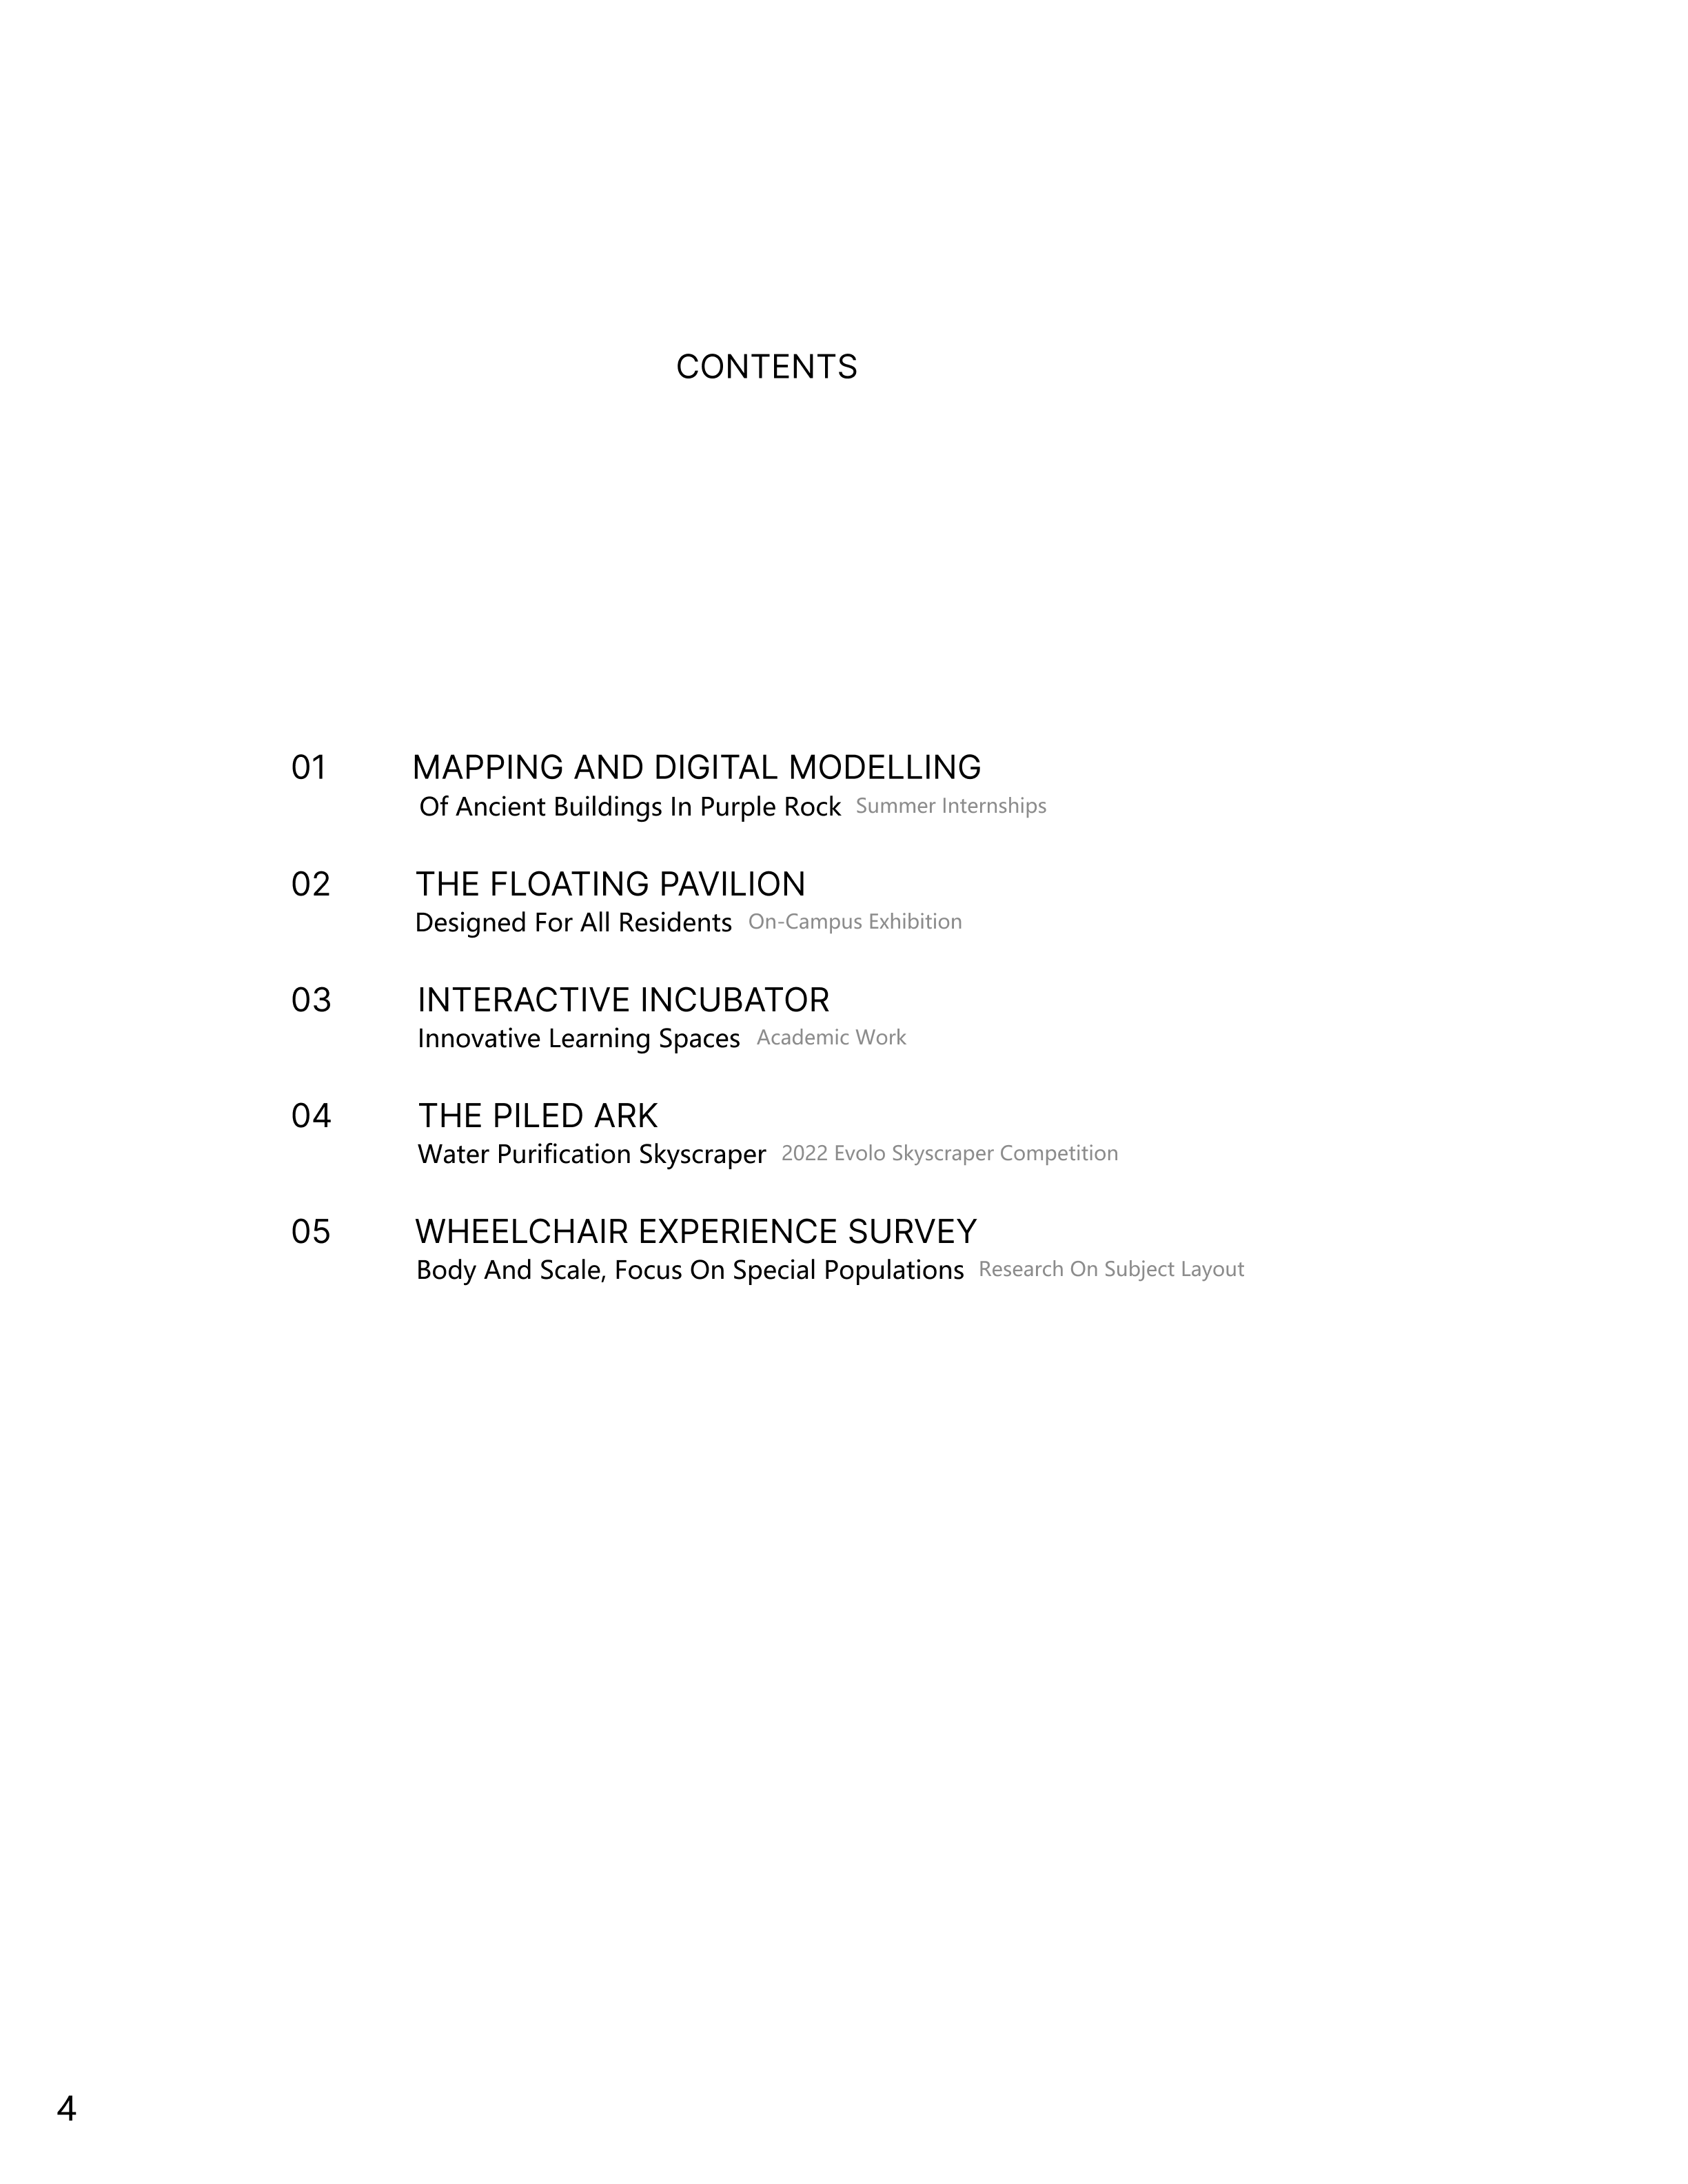 CONTENTS
01 MAPPING AND DIGITAL MODELLING
Of Ancient Buildings In Purple Rock Summer Internships
02 THE FLOATING PAVILION
Designed For All Residents On-Campus Exhibition
03 INTERACTIVE INCUBATOR
Innovative Learning Spaces Academic Work
04 THE PILED ARK
Water Purification Skyscraper 2022 Evolo Skyscraper Competition
05 WHEELCHAIR EXPERIENCE SURVEY
Body And Scale, Focus On Special Populations Research On Subject Layout
4